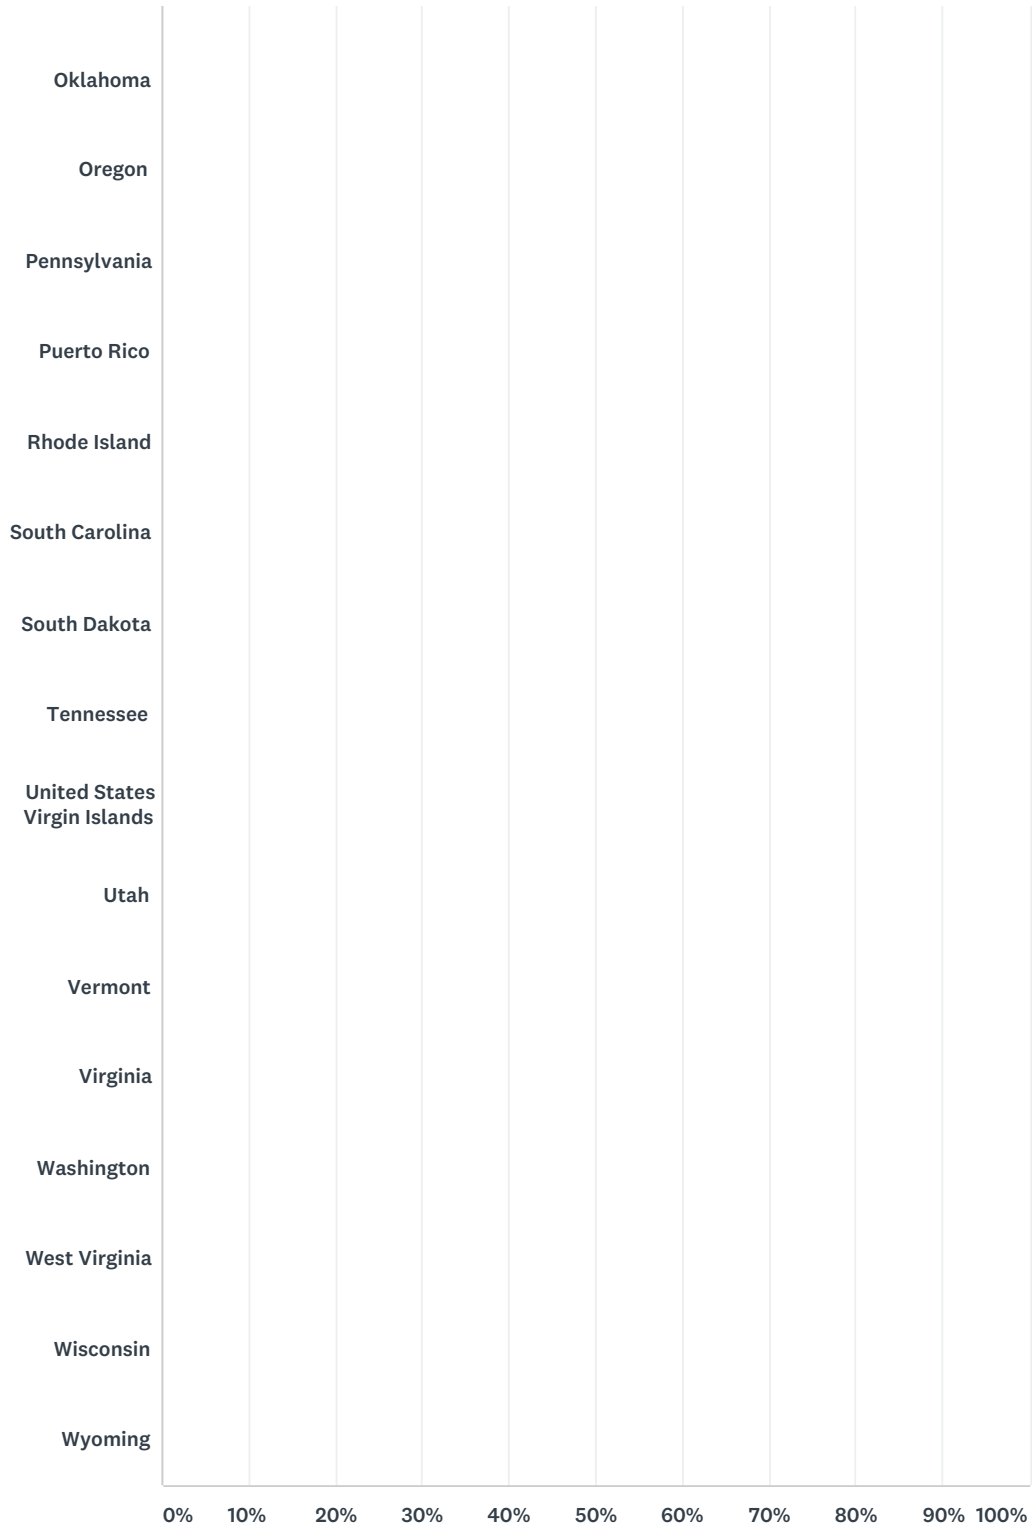 Oklahoma
Oregon
Pennsylvania
Puerto Rico
Rhode Island
South Carolina
South Dakota
Tennessee
United States
Virgin Islands
Utah
Vermont
Virginia
Washington
West Virginia
Wisconsin
Wyoming
0% 10% 20% 30% 40% 50% 60% 70% 80% 90% 100%